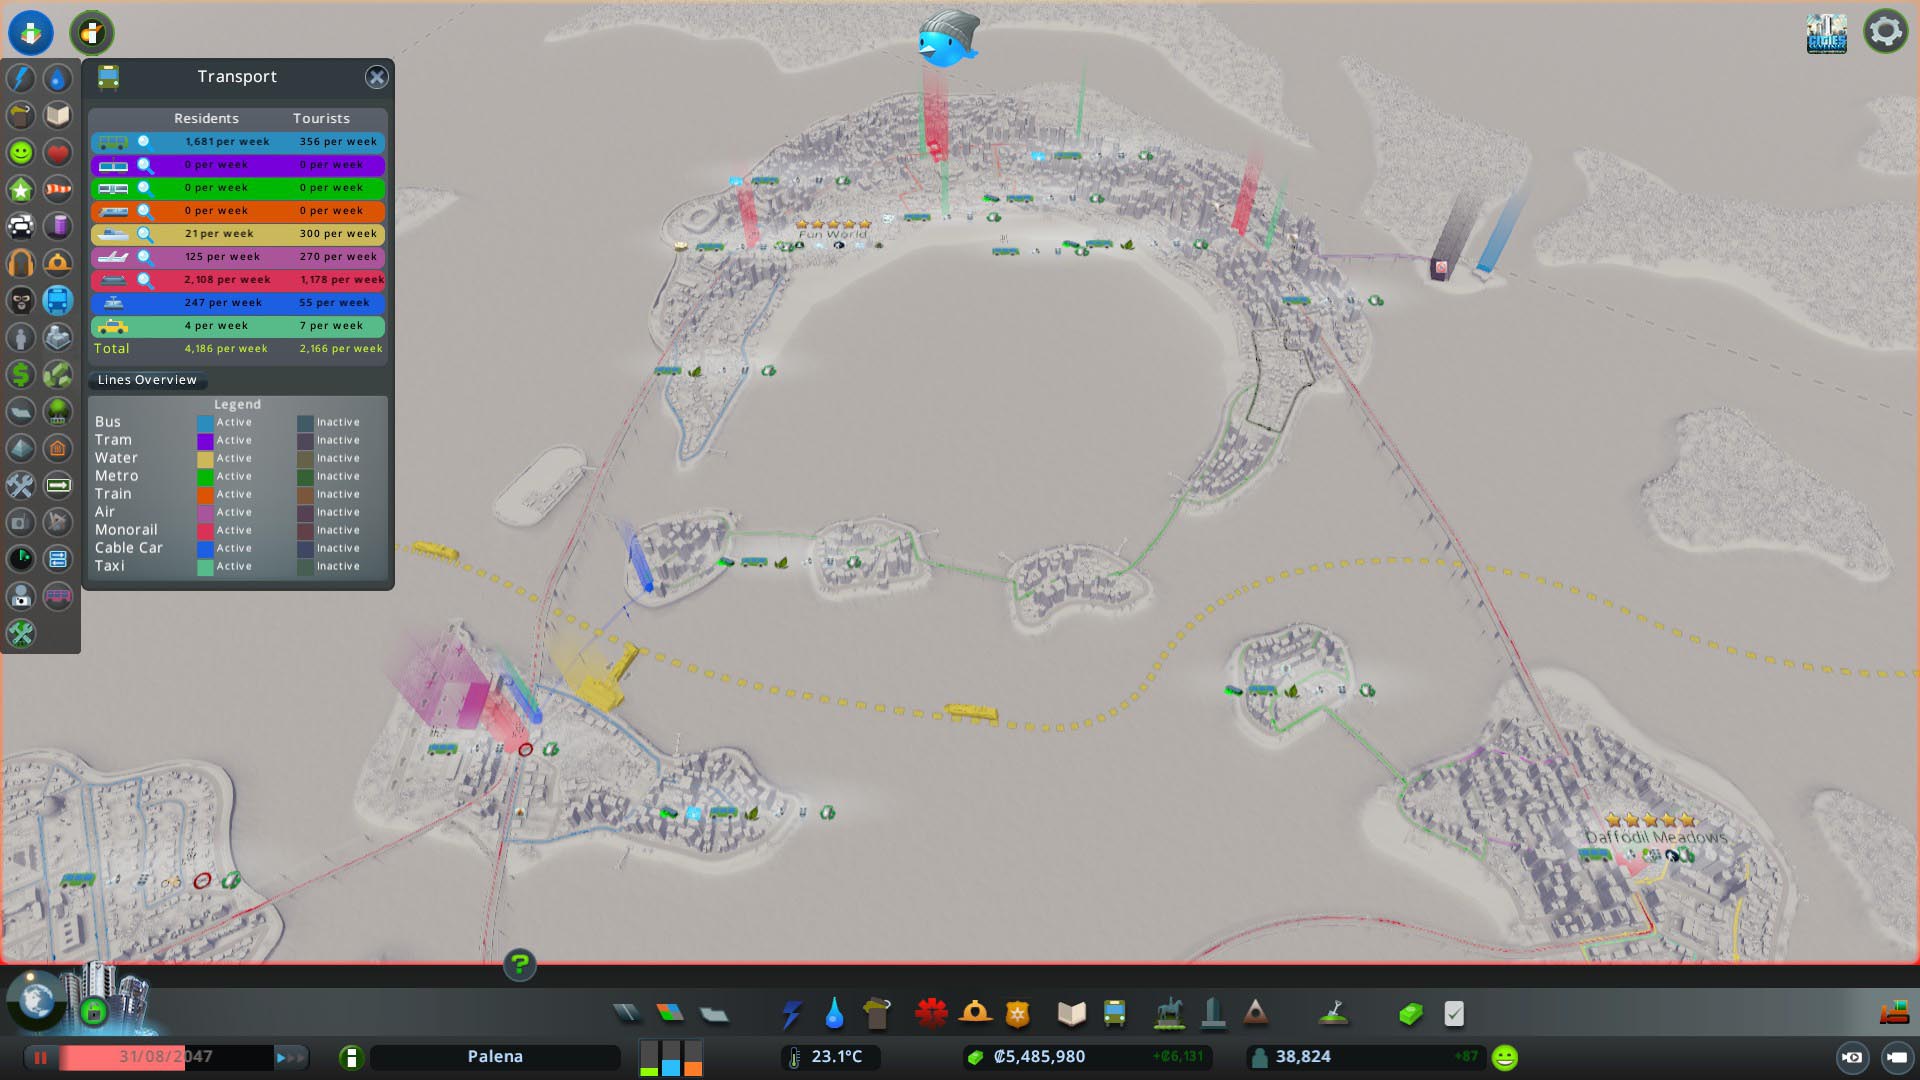 Transport
Residents Tourists
1,681 per week 356 per week
0 per week 0 per week
0 per week 0 per week
0 per week 0 per week
21 per week 300 per week
125 per week 270 per week
2,108 per week 1,178 per week
247 per week 55 per week
4 per week 7 per week
Total 4,186 per week 2,166 per week
Lines Overview
Legend
Bus Active Inactive
Tram Active Inactive
Water Active Inactive
Metro Active Inactive
Train Active Inactive
Air Active Inactive
Monorail Active Inactive
Cable Car Active Inactive
Taxi Active Inactive
CITIES
Fun World
Daffodil Meadows
?
31/08/2047
Palena
23.1°C
₡5,485,980
+₡6,131
38,824
+87